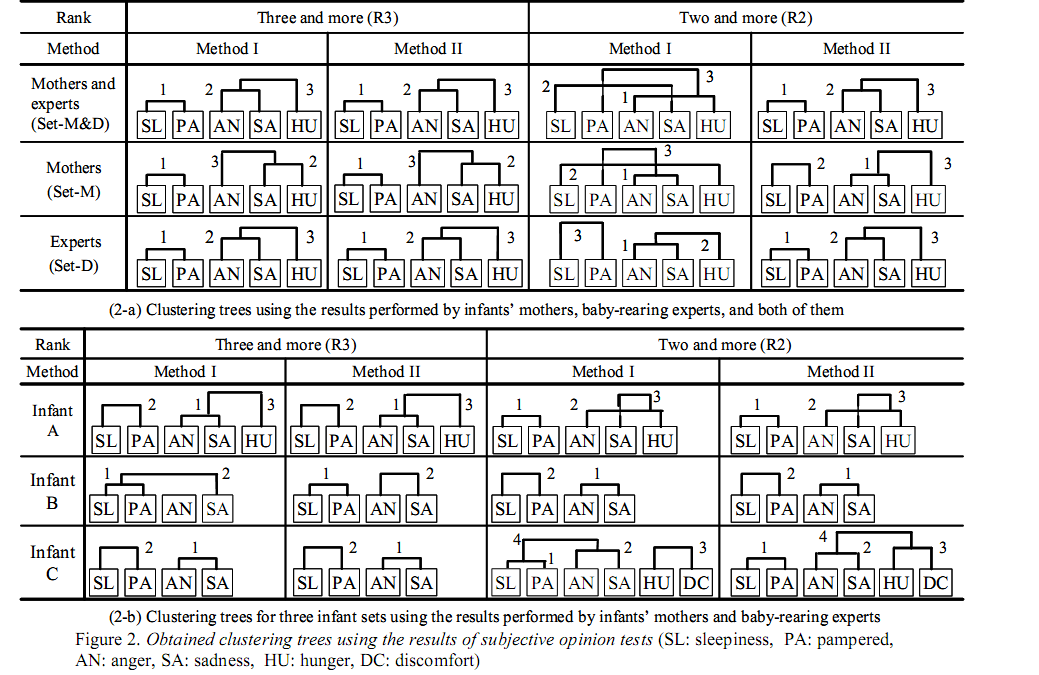 Rank Three and more (R3) Two and more (R2)
Method Method I Method II Method I Method II
Mothers and experts (Set-M&D)
1 2 3 1 2 3 2 1 3 1 2 3
SL PA AN SA HU SL PA AN SA HU SL PA AN SA HU SL PA AN SA HU
Mothers (Set-M)
1 3 2 1 3 2 2 1 3 2 1 3
SL PA AN SA HU SL PA AN SA HU SL PA AN SA HU SL PA AN SA HU
Experts (Set-D)
1 2 3 1 2 3 3 1 2 1 2 3
SL PA AN SA HU SL PA AN SA HU SL PA AN SA HU SL PA AN SA HU
(2-a) Clustering trees using the results performed by infants’ mothers, baby-rearing experts, and both of them
Rank Three and more (R3) Two and more (R2)
Method Method I Method II Method I Method II
Infant A
2 1 3 2 1 3 1 2 3 1 2 3
SL PA AN SA HU SL PA AN SA HU SL PA AN SA HU SL PA AN SA HU
Infant B
1 2 1 2 2 1 2 1
SL PA AN SA SL PA AN SA SL PA AN SA SL PA AN SA
Infant C
2 1 2 1 4 1 2 3 1 4 2 3
SL PA AN SA SL PA AN SA SL PA AN SA HU DC SL PA AN SA HU DC
(2-b) Clustering trees for three infant sets using the results performed by infants’ mothers and baby-rearing experts
Figure 2. Obtained clustering trees using the results of subjective opinion tests (SL: sleepiness, PA: pampered,
AN: anger, SA: sadness, HU: hunger, DC: discomfort)